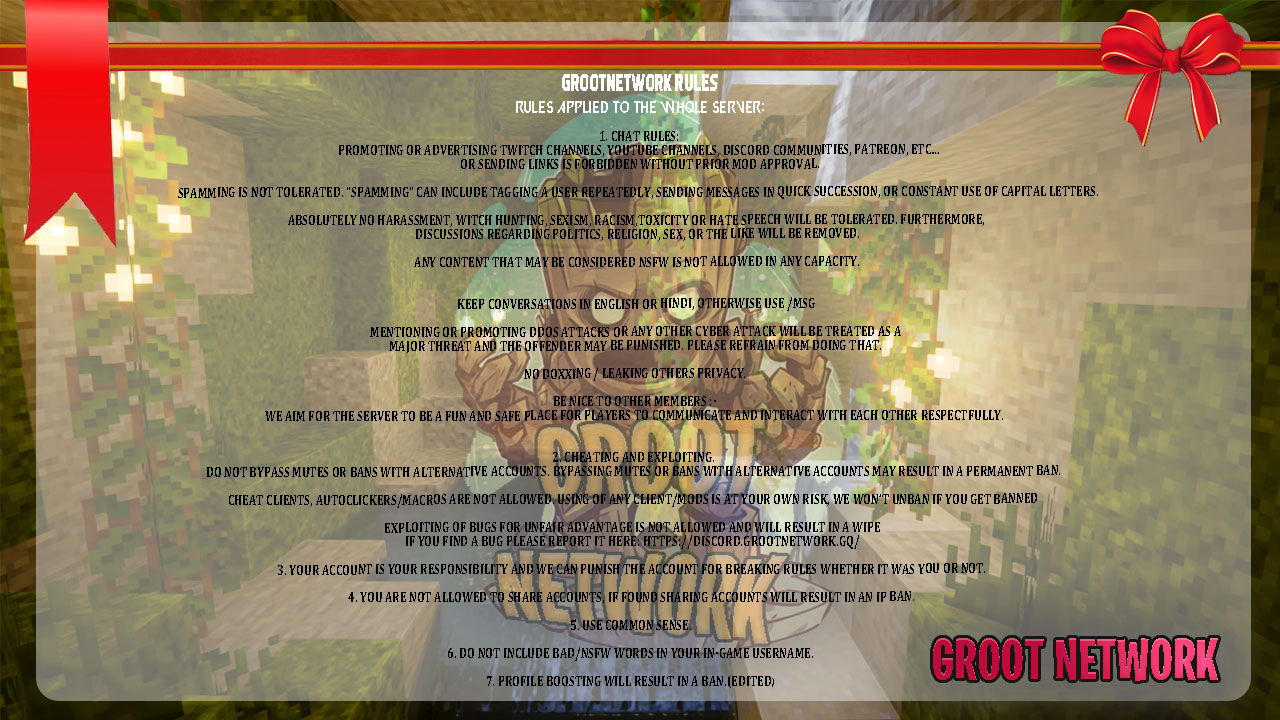 GROOTNETWORK RULES
RULES APPLIED TO THE WHOLE SERVER:
1. CHAT RULES:
PROMOTING OR ADVERTISING TWITCH CHANNELS, YOUTUBE CHANNELS, DISCORD COMMUNITIES, PATREON, ETC...
OR SENDING LINKS IS FORBIDDEN WITHOUT PRIOR MOD APPROVAL.
SPAMMING IS NOT TOLERATED. "SPAMMING" CAN INCLUDE TAGGING A USER REPEATEDLY, SENDING MESSAGES IN QUICK SUCCESSION, OR CONSTANT USE OF CAPITAL LETTERS.
ABSOLUTELY NO HARASSMENT, WITCH HUNTING, SEXISM, RACISM,TOXICITY OR HATE SPEECH WILL BE TOLERATED. FURTHERMORE,
DISCUSSIONS REGARDING POLITICS, RELIGION, SEX, OR THE LIKE WILL BE REMOVED.
ANY CONTENT THAT MAY BE CONSIDERED NSFW IS NOT ALLOWED IN ANY CAPACITY.
KEEP CONVERSATIONS IN ENGLISH OR HINDI, OTHERWISE USE /MSG
MENTIONING OR PROMOTING DDOS ATTACKS OR ANY OTHER CYBER ATTACK WILL BE TREATED AS A
MAJOR THREAT AND THE OFFENDER MAY BE PUNISHED. PLEASE REFRAIN FROM DOING THAT.
NO DOXXING / LEAKING OTHERS PRIVACY.
BE NICE TO OTHER MEMBERS :-
WE AIM FOR THE SERVER TO BE A FUN AND SAFE PLACE FOR PLAYERS TO COMMUNICATE AND INTERACT WITH EACH OTHER RESPECTFULLY.
GROOT
2. CHEATING AND EXPLOITING.
DO NOT BYPASS MUTES OR BANS WITH ALTERNATIVE ACCOUNTS. BYPASSING MUTES OR BANS WITH ALTERNATIVE ACCOUNTS MAY RESULT IN A PERMANENT BAN.
CHEAT CLIENTS, AUTOCLICKERS/MACROS ARE NOT ALLOWED. USING OF ANY CLIENT/MODS IS AT YOUR OWN RISK, WE WON'T UNBAN IF YOU GET BANNED
EXPLOITING OF BUGS FOR UNFAIR ADVANTAGE IS NOT ALLOWED AND WILL RESULT IN A WIPE
IF YOU FIND A BUG PLEASE REPORT IT HERE: HTTPS://DISCORD.GROOTNETWORK.GQ/
3. YOUR ACCOUNT IS YOUR RESPONSIBILITY AND WE CAN PUNISH THE ACCOUNT FOR BREAKING RULES WHETHER IT WAS YOU OR NOT.
NETWORK
4. YOU ARE NOT ALLOWED TO SHARE ACCOUNTS, IF FOUND SHARING ACCOUNTS WILL RESULT IN AN IP BAN.
5. USE COMMON SENSE.
6. DO NOT INCLUDE BAD/NSFW WORDS IN YOUR IN-GAME USERNAME.
7. PROFILE BOOSTING WILL RESULT IN A BAN.(EDITED)
GROOT NETWORK